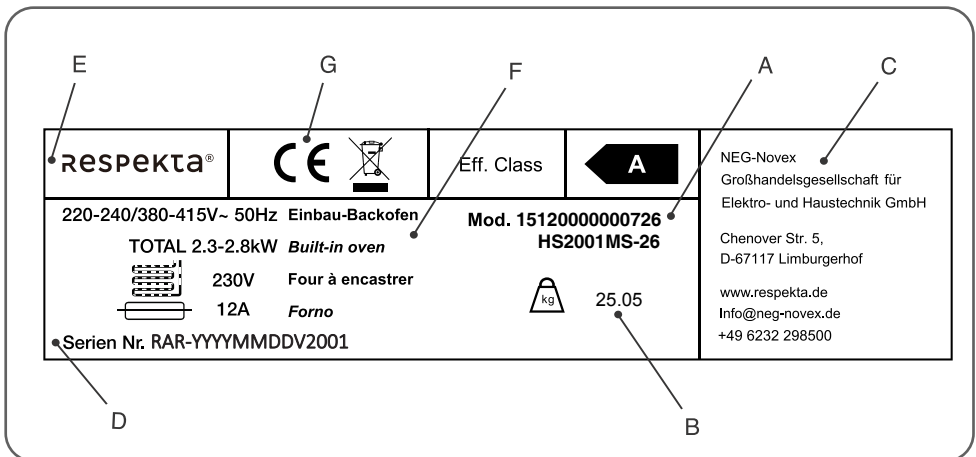 E
G
F
A
C
Respekta®
CE
Eff. Class
A
NEG-Novex
Großhandelsgesellschaft für
Elektro- und Haustechnik GmbH
Chenover Str. 5,
D-67117 Limburgerhof
www.respekta.de
Info@neg-novex.de
+49 6232 298500
220-240/380-415V~ 50Hz Einbau-Backofen
TOTAL 2.3-2.8kW Built-in oven
230V Four à encastrer
12A Forno
Serien Nr. RAR-YYYYMMDDV2001
Mod. 15120000000726
HS2001MS-26
kg 25.05
D
B